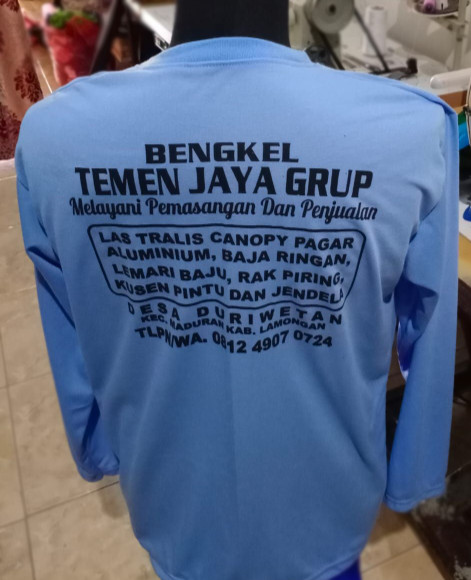 BENGKEL
TEMEN JAYA GRUP
Melayani Pemasangan Dan Penjualan
LAS TRALIS CANOPY PAGAR
ALUMINIUM, BAJA RINGAN,
LEMARI BAJU, RAK PIRING,
KUSEN PINTU DAN JENDELA
DESA DURIWETAN
KEC. MADURAN KAB. LAMONGAN
TLPN/WA. 0812 4907 0724